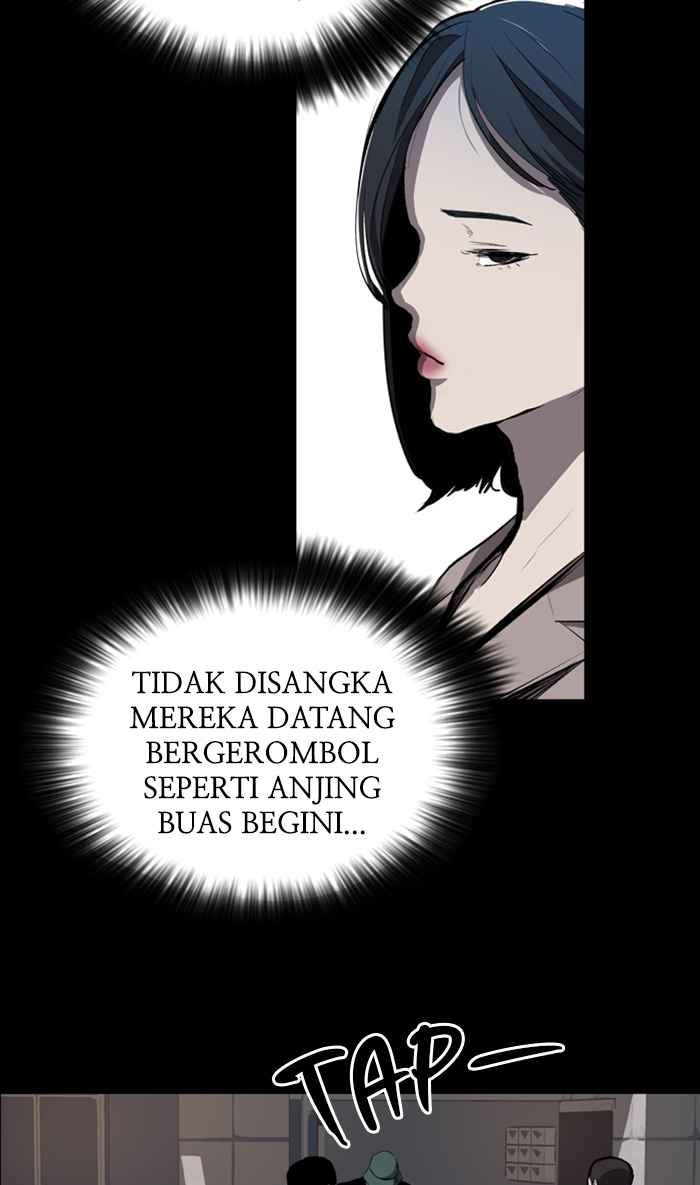 TIDAK DISANGKA
MEREKA DATANG
BERGEROMBOL
SEPERTI ANJING
BUAS BEGINI...
TAP—